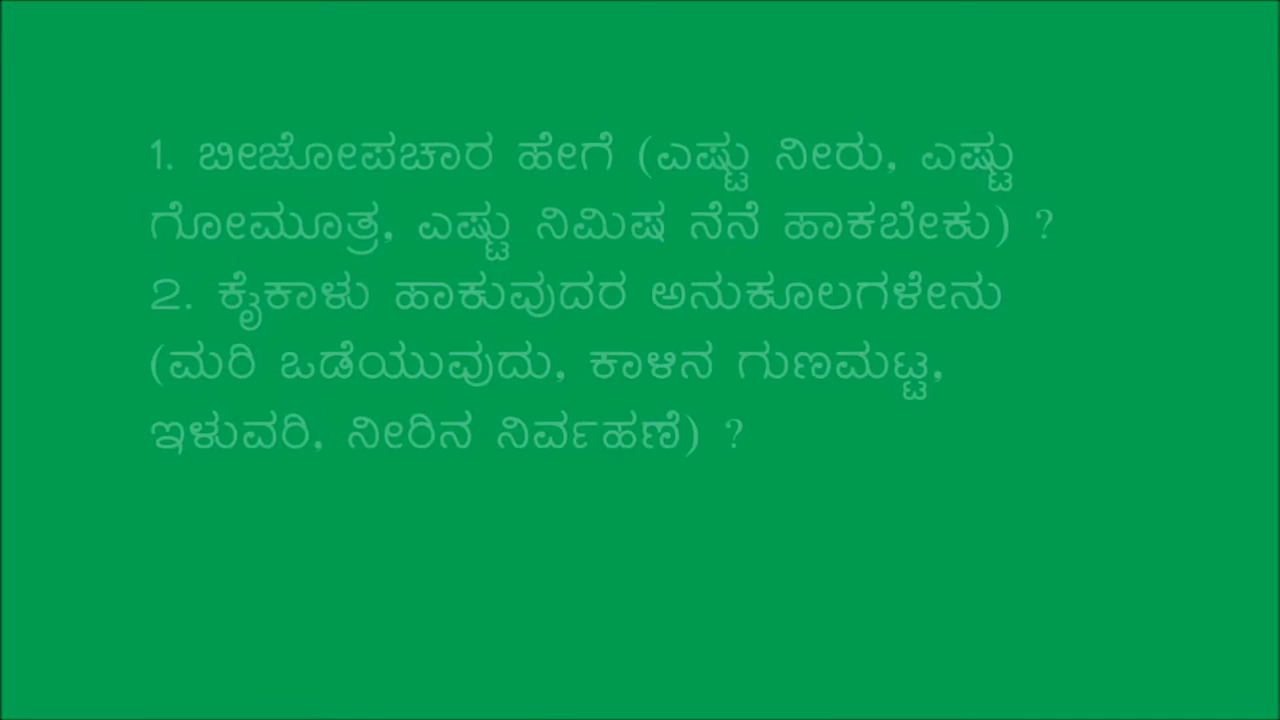 1. ಬೀಜೋಪಚಾರ ಹೇಗೆ (ಎಷ್ಟು ನೀರು, ಎಷ್ಟು
ಗೋಮೂತ್ರ, ಎಷ್ಟು ನಿಮಿಷ ನೆನೆ ಹಾಕಬೇಕು) ?
2. ಕೈಕಾಳು ಹಾಕುವುದರ ಅನುಕೂಲಗಳೇನು
(ಮರಿ ಒಡೆಯುವುದು, ಕಾಳಿನ ಗುಣಮಟ್ಟ,
ಇಳುವರಿ, ನೀರಿನ ನಿರ್ವಹಣೆ) ?